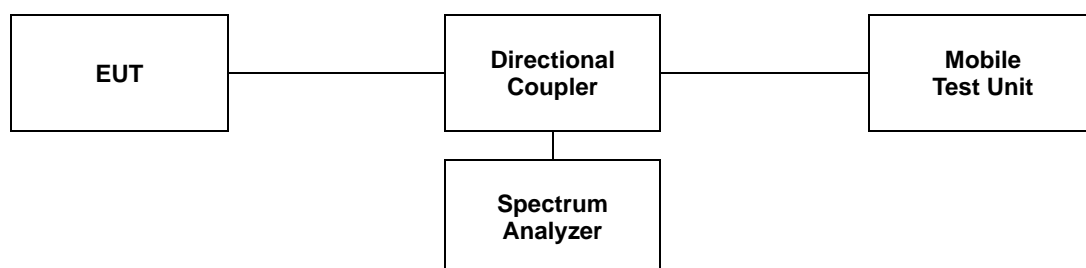 EUT
Directional
Coupler
Mobile
Test Unit
Spectrum
Analyzer